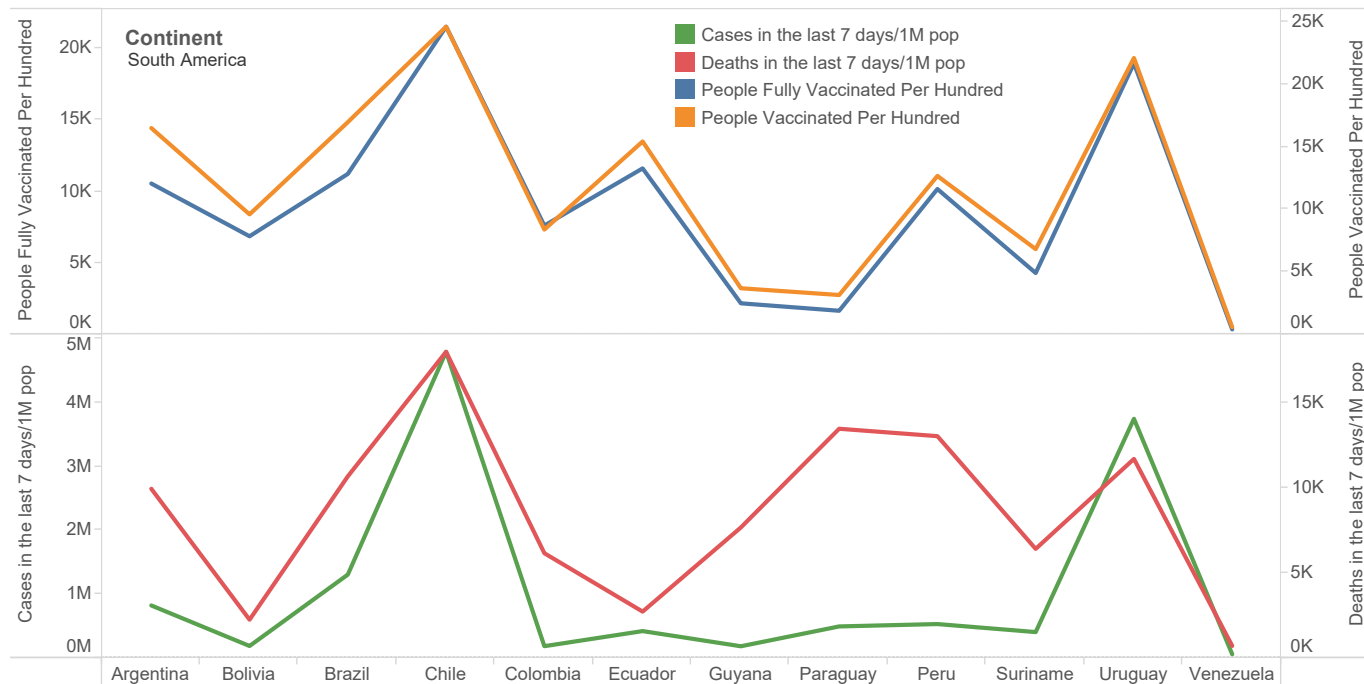 Continent
South America
Cases in the last 7 days/1M pop
Deaths in the last 7 days/1M pop
People Fully Vaccinated Per Hundred
People Vaccinated Per Hundred
People Fully Vaccinated Per Hundred
20K
15K
10K
5K
0K
25K
20K
15K
10K
5K
0K
People Vaccinated Per Hundred
Cases in the last 7 days/1M pop
5M
4M
3M
2M
1M
0M
15K
10K
5K
0K
Deaths in the last 7 days/1M pop
Argentina Bolivia Brazil Chile Colombia Ecuador Guyana Paraguay Peru Suriname Uruguay Venezuela